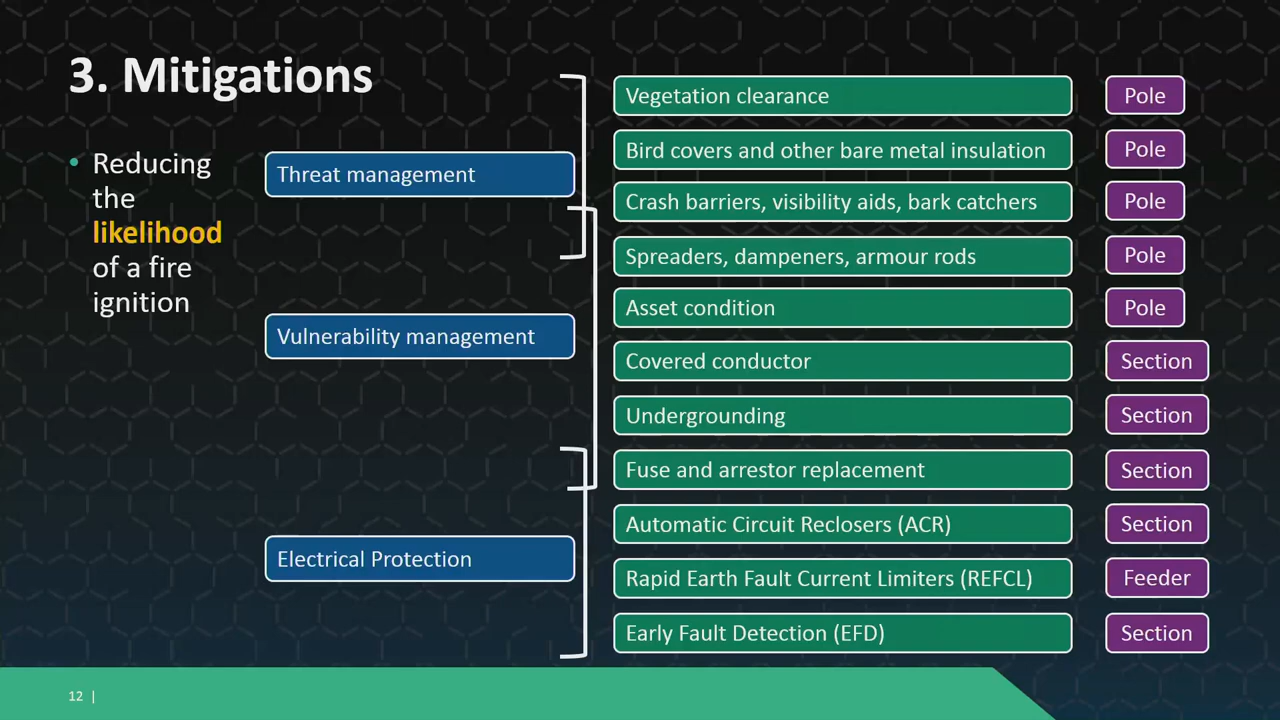 3. Mitigations
• Reducing
the
likelihood
of a fire
ignition
Threat management
Vulnerability management
Electrical Protection
Vegetation clearance Pole
Bird covers and other bare metal insulation Pole
Crash barriers, visibility aids, bark catchers Pole
Spreaders, dampeners, armour rods Pole
Asset condition Pole
Covered conductor Section
Undergrounding Section
Fuse and arrestor replacement Section
Automatic Circuit Reclosers (ACR) Section
Rapid Earth Fault Current Limiters (REFCL) Feeder
Early Fault Detection (EFD) Section
12 |